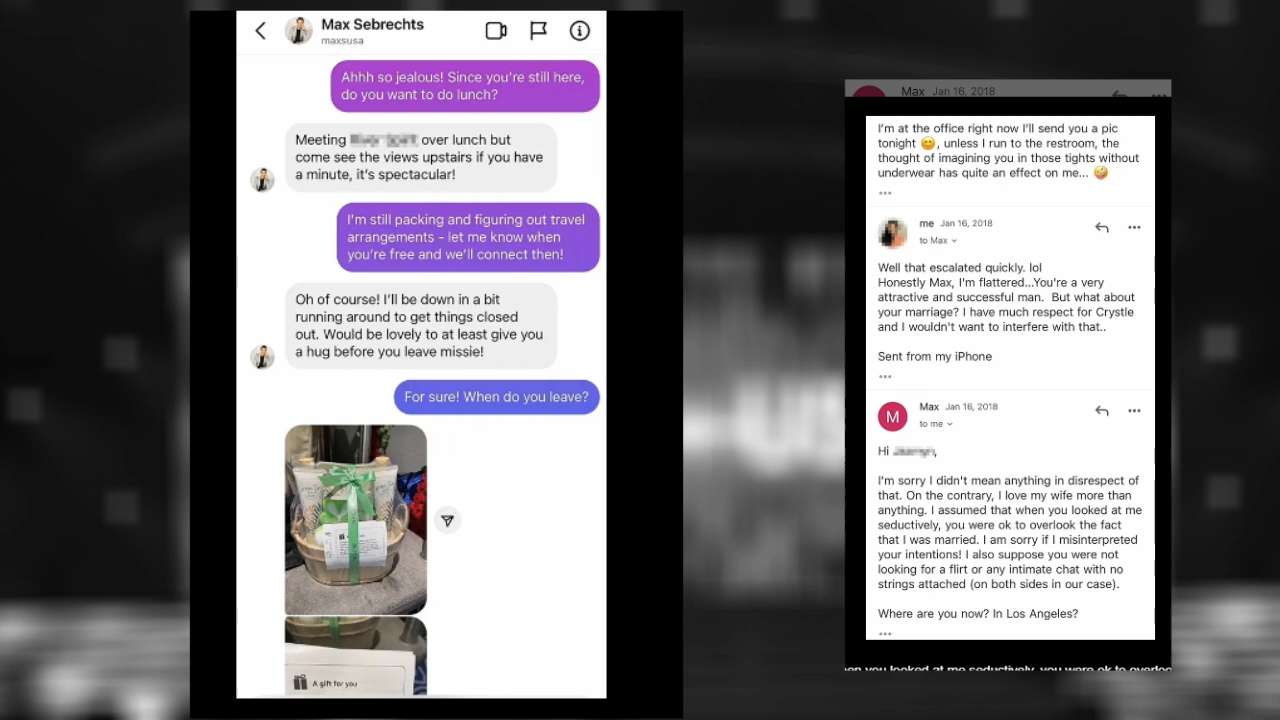 Max Sebrechts
maxsusa
Ahhh so jealous! Since you're still here,
do you want to do lunch?
Meeting over lunch but
come see the views upstairs if you have
a minute, it's spectacular!
I'm still packing and figuring out travel
arrangements - let me know when
you're free and we'll connect then!
Oh of course! I'll be down in a bit
running around to get things closed
out. Would be lovely to at least give you
a hug before you leave missie!
For sure! When do you leave?
A gift for you
Max Jan 16, 2018
I'm at the office right now I'll send you a pic
tonight 😊, unless I run to the restroom, the
thought of imagining you in those tights without
underwear has quite an effect on me... 🤪
•••
me Jan 16, 2018
to Max
Well that escalated quickly. lol
Honestly Max, I'm flattered...You're a very
attractive and successful man. But what about
your marriage? I have much respect for Crystle
and I wouldn't want to interfere with that..
Sent from my iPhone
•••
M
Max Jan 16, 2018
to me
Hi ,
I'm sorry I didn't mean anything in disrespect of
that. On the contrary, I love my wife more than
anything. I assumed that when you looked at me
seductively, you were ok to overlook the fact
that I was married. I am sorry if I misinterpreted
your intentions! I also suppose you were not
looking for a flirt or any intimate chat with no
strings attached (on both sides in our case).
Where are you now? In Los Angeles?
•••
you looked at me seductively, you were ok to